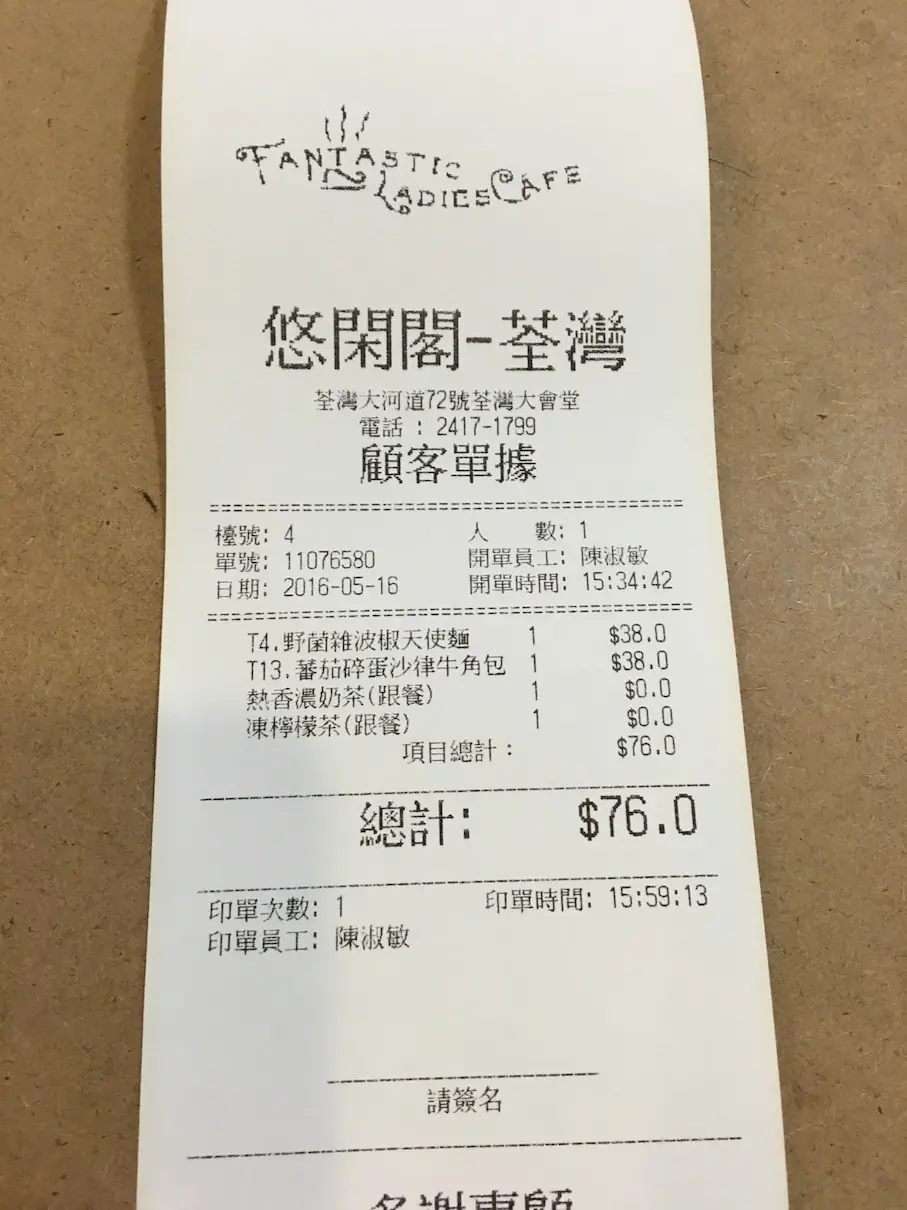 FANTASTIC LADIES CAFE
悠閑閣-荃灣
荃灣大河道72號荃灣大會堂
電話 : 2417-1799
顧客單據
檯號: 4 人 數: 1
單號: 11076580 開單員工: 陳淑敏
日期: 2016-05-16 開單時間: 15:34:42
T4.野菌雜波椒天使麵 1 $38.0
T13.蕃茄碎蛋沙律牛角包 1 $38.0
熱香濃奶茶(跟餐) 1 $0.0
凍檸檬茶(跟餐) 1 $0.0
項目總計: $76.0
總計: $76.0
印單次數: 1 印單時間: 15:59:13
印單員工: 陳淑敏
請簽名
多謝惠顧